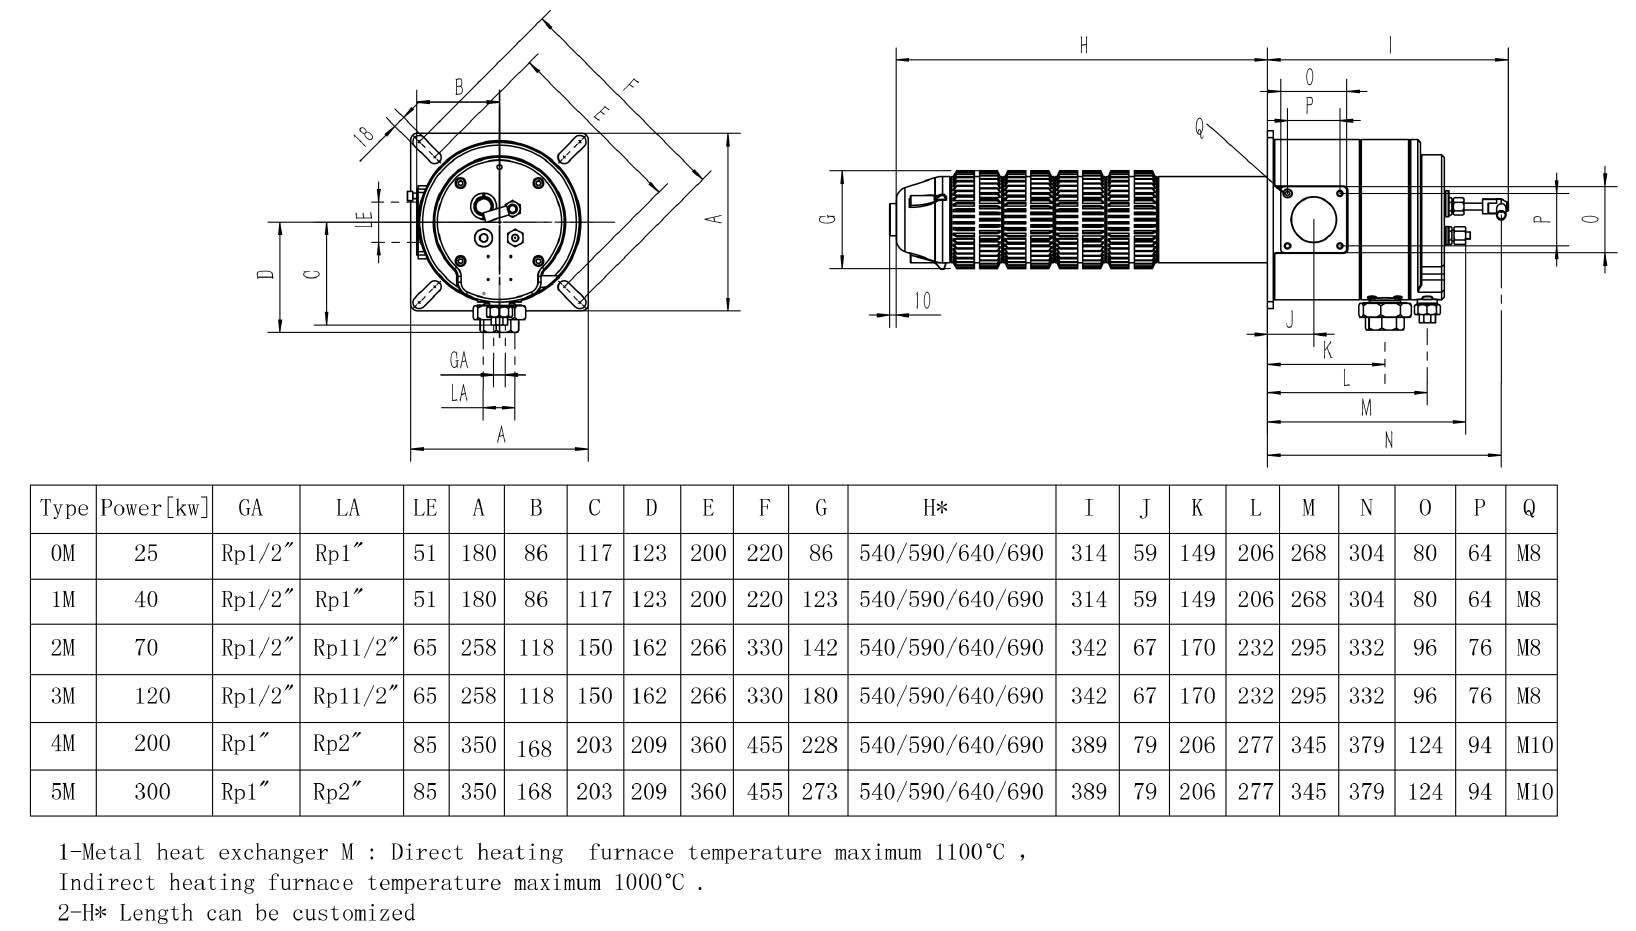 F
B
E
18
A
LE
D
C
GA
LA
A
H
I
O
P
Q
G
P
O
10
J
K
L
M
N
Type Power[kw] GA LA LE A B C D E F G H* I J K L M N O P Q
0M 25 Rp1/2″ Rp1″ 51 180 86 117 123 200 220 86 540/590/640/690 314 59 149 206 268 304 80 64 M8
1M 40 Rp1/2″ Rp1″ 51 180 86 117 123 200 220 123 540/590/640/690 314 59 149 206 268 304 80 64 M8
2M 70 Rp1/2″ Rp11/2″ 65 258 118 150 162 266 330 142 540/590/640/690 342 67 170 232 295 332 96 76 M8
3M 120 Rp1/2″ Rp11/2″ 65 258 118 150 162 266 330 180 540/590/640/690 342 67 170 232 295 332 96 76 M8
4M 200 Rp1″ Rp2″ 85 350 168 203 209 360 455 228 540/590/640/690 389 79 206 277 345 379 124 94 M10
5M 300 Rp1″ Rp2″ 85 350 168 203 209 360 455 273 540/590/640/690 389 79 206 277 345 379 124 94 M10
1-Metal heat exchanger M : Direct heating furnace temperature maximum 1100℃ ,
Indirect heating furnace temperature maximum 1000℃ .
2-H* Length can be customized